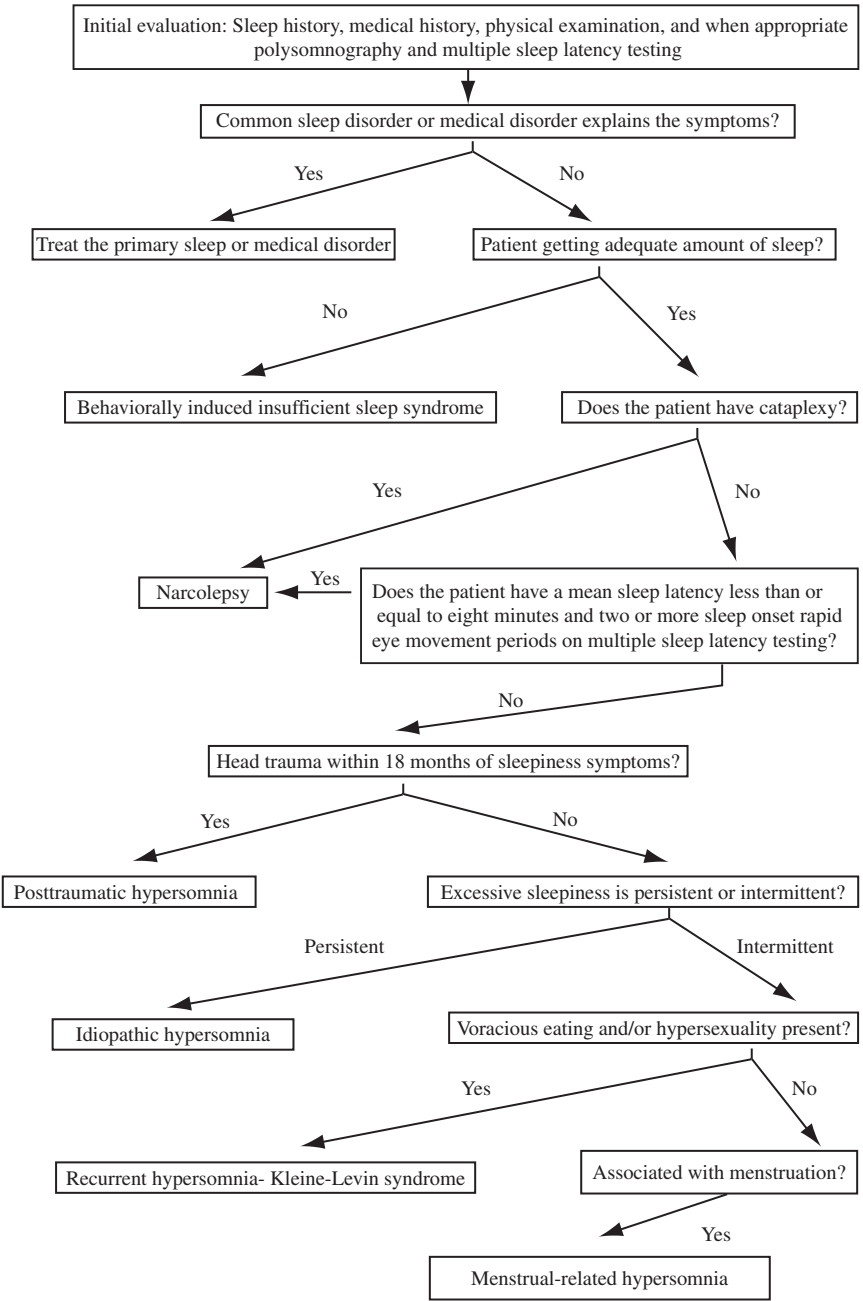 Initial evaluation: Sleep history, medical history, physical examination, and when appropriate
polysomnography and multiple sleep latency testing
Common sleep disorder or medical disorder explains the symptoms?
Yes
No
Treat the primary sleep or medical disorder
Patient getting adequate amount of sleep?
No
Yes
Behaviorally induced insufficient sleep syndrome
Does the patient have cataplexy?
Yes
No
Narcolepsy
Yes
Does the patient have a mean sleep latency less than or
equal to eight minutes and two or more sleep onset rapid
eye movement periods on multiple sleep latency testing?
No
Head trauma within 18 months of sleepiness symptoms?
Yes
No
Posttraumatic hypersomnia
Excessive sleepiness is persistent or intermittent?
Persistent
Intermittent
Idiopathic hypersomnia
Voracious eating and/or hypersexuality present?
Yes
No
Recurrent hypersomnia- Kleine-Levin syndrome
Associated with menstruation?
Yes
Menstrual-related hypersomnia